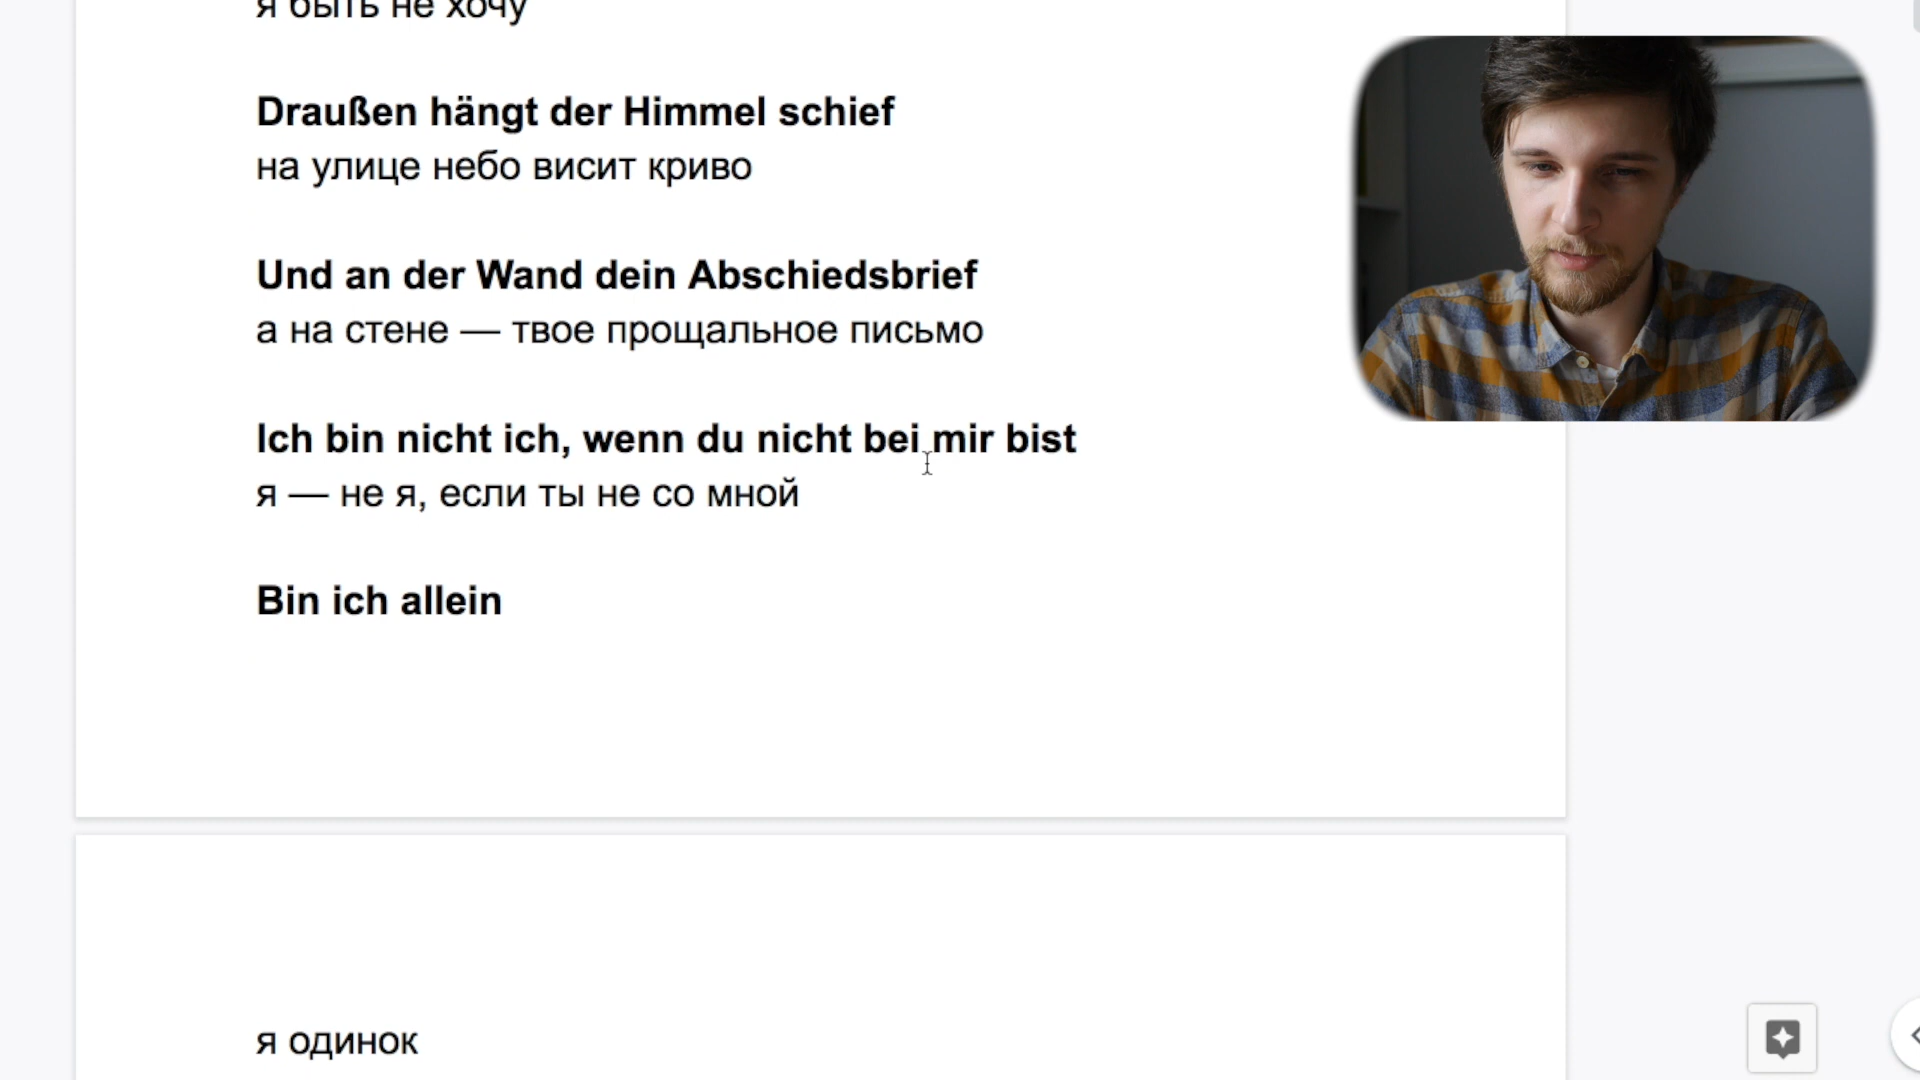 я быть не хочу
Draußen hängt der Himmel schief
на улице небо висит криво
Und an der Wand dein Abschiedsbrief
а на стене — твое прощальное письмо
Ich bin nicht ich, wenn du nicht bei mir bist
я — не я, если ты не со мной
Bin ich allein
я одинок